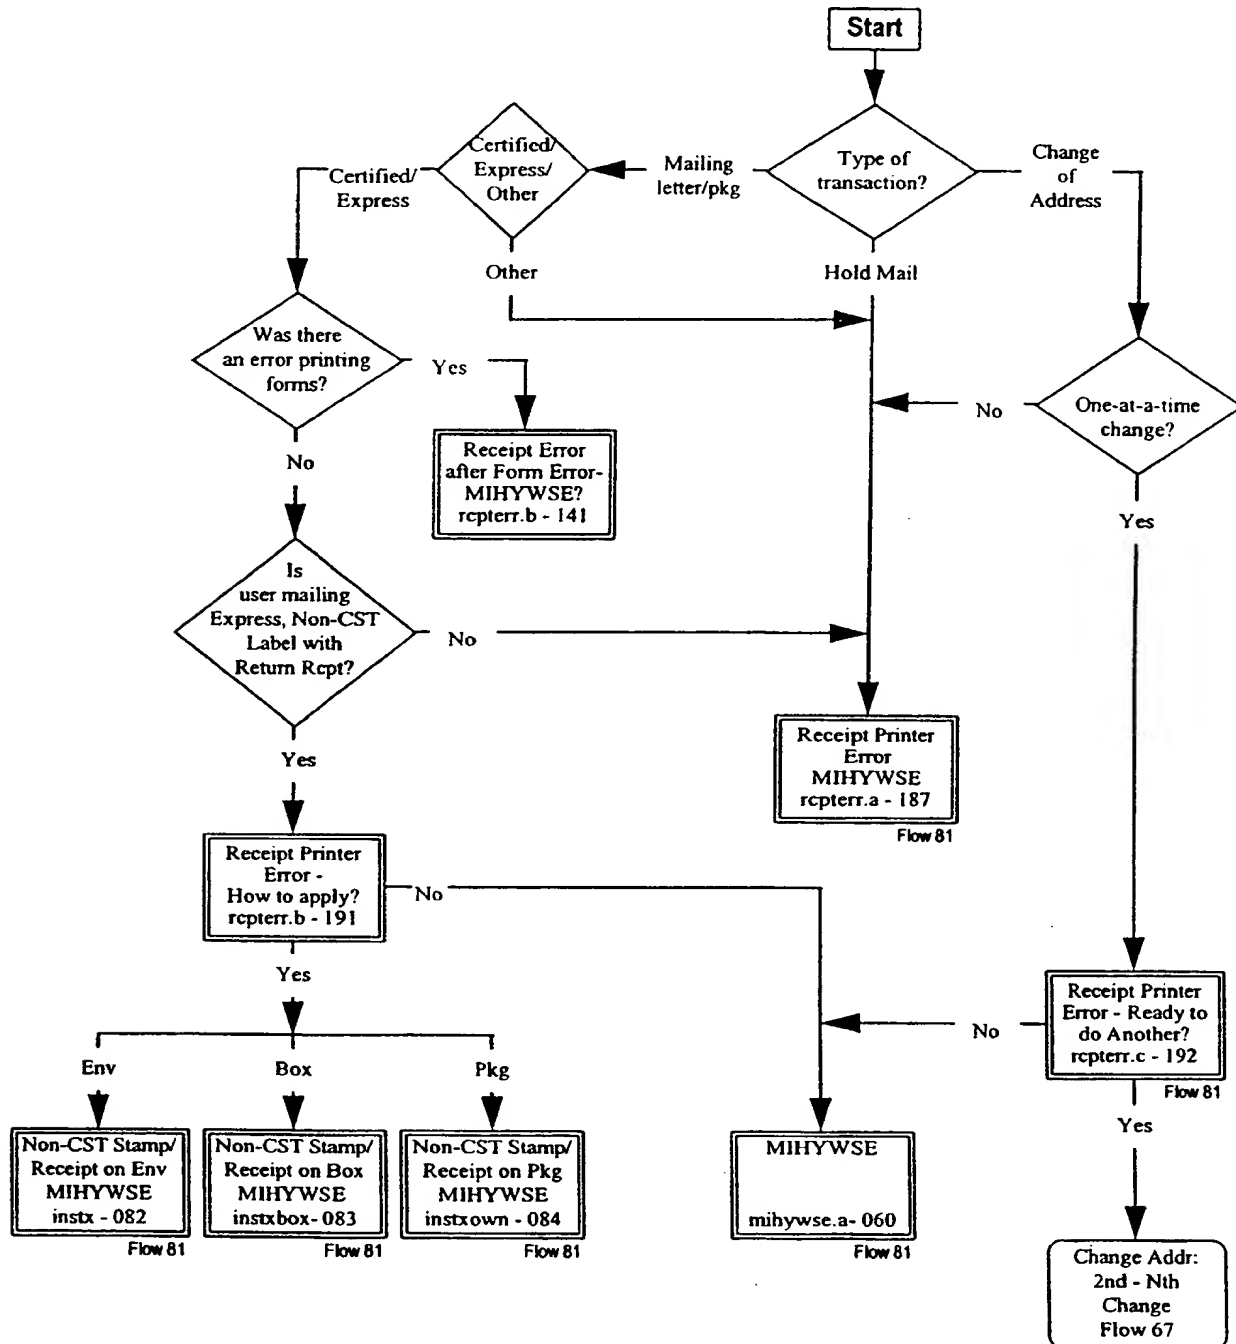 Start
Type of
transaction?
Mailing
letter/pkg
Certified/
Express/
Other
Certified/
Express
Change
of
Address
Other
Hold Mail
Was there
an error printing
forms?
Yes
No
One-at-a-time
change?
No
Yes
Receipt Error
after Form Error-
MIHYWSE?
rcpterr.b - 141
Is
user mailing
Express, Non-CST
Label with
Return Rcpt?
No
Yes
Receipt Printer
Error
MIHYWSE
rcpterr.a - 187
Flow 81
Receipt Printer
Error -
How to apply?
rcpterr.b - 191
No
Yes
Receipt Printer
Error - Ready to
do Another?
rcpterr.c - 192
Flow 81
No
Yes
Env
Box
Pkg
Non-CST Stamp/
Receipt on Env
MIHYWSE
instx - 082
Flow 81
Non-CST Stamp/
Receipt on Box
MIHYWSE
instxbox- 083
Flow 81
Non-CST Stamp/
Receipt on Pkg
MIHYWSE
instxown - 084
Flow 81
MIHYWSE
mihywse.a- 060
Flow 81
Change Addr:
2nd - Nth
Change
Flow 67